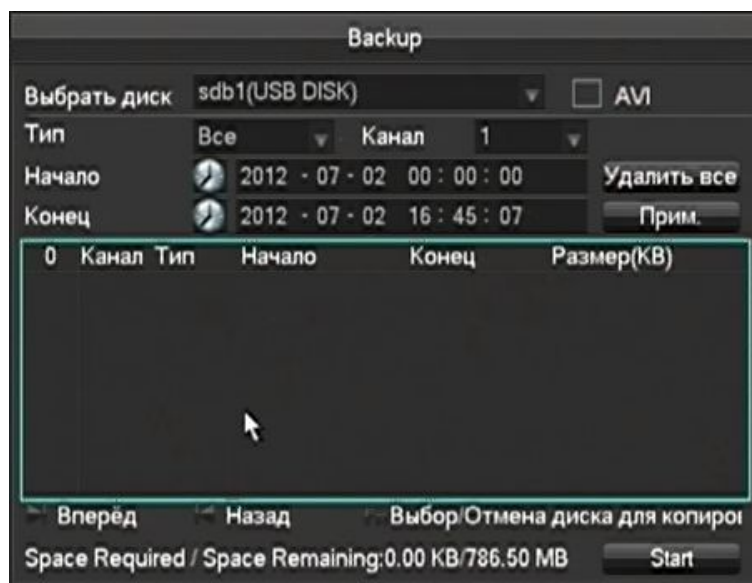 Backup
Выбрать диск sdb1(USB DISK) AVI
Тип Все Канал 1
Начало 2012 - 07 - 02 00 : 00 : 00 Удалить все
Конец 2012 - 07 - 02 16 : 45 : 07 Прим.
0 Канал Тип Начало Конец Размер(KB)
Вперёд Назад Выбор/Отмена диска для копиров
Space Required / Space Remaining:0.00 KB/786.50 MB Start